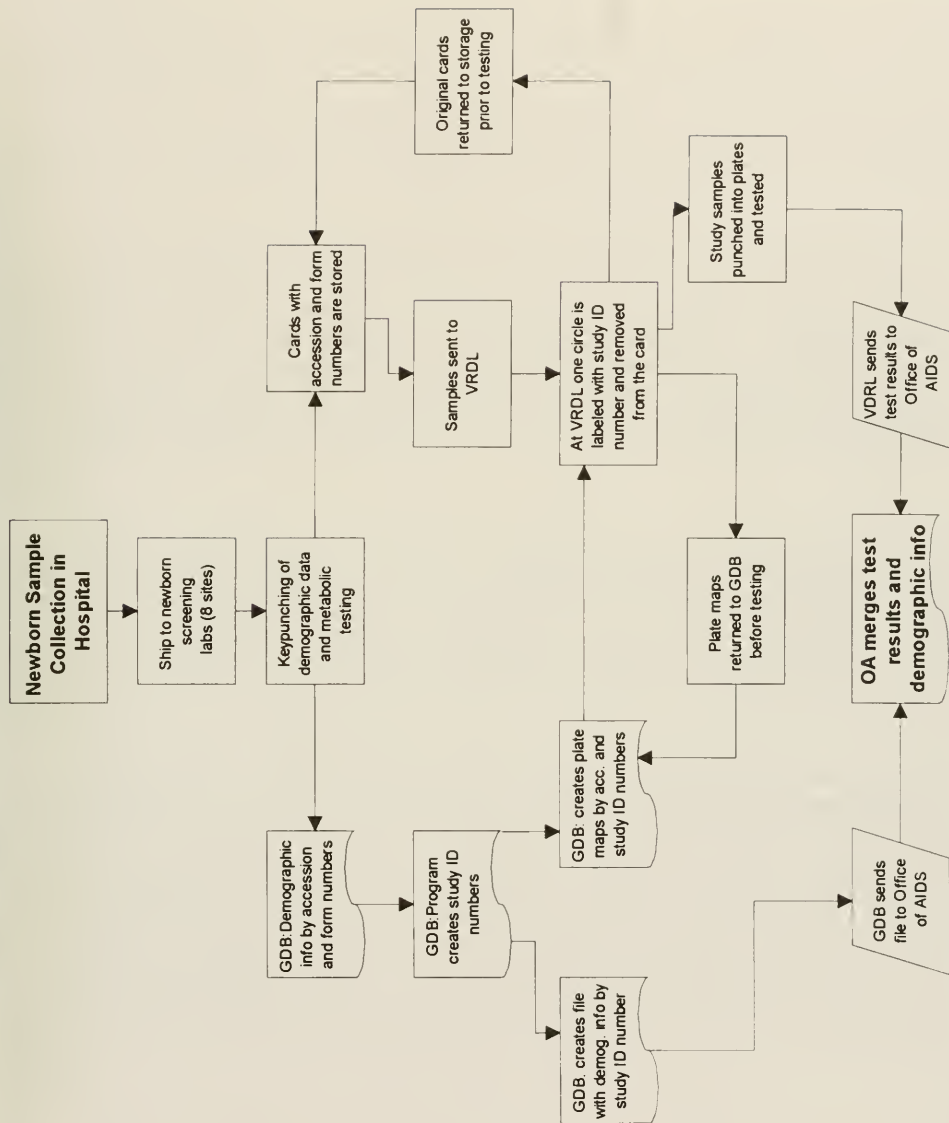 Newborn Sample
Collection in
Hospital
Ship to newborn
screening
labs (8 sites)
Keypunching of
demographic data
and metabolic
testing
GDB:Demographic
info by accession
and form numbers
Cards with
accession and form
numbers are stored
Original cards
returned to storage
prior to testing
GDB:Program
creates study ID
numbers
Samples sent to
VRDL
GDB. creates file
with demog. info by
study ID number
GDB: creates plate
maps by acc. and
study ID numbers
At VRDL one circle is
labeled with study ID
number and removed
from the card
Plate maps
returned to GDB
before testing
Study samples
punched into plates
and tested
GDB sends
file to Office
of AIDS
OA merges test
results and
demographic info
VDRL sends
test results to
Office of
AIDS